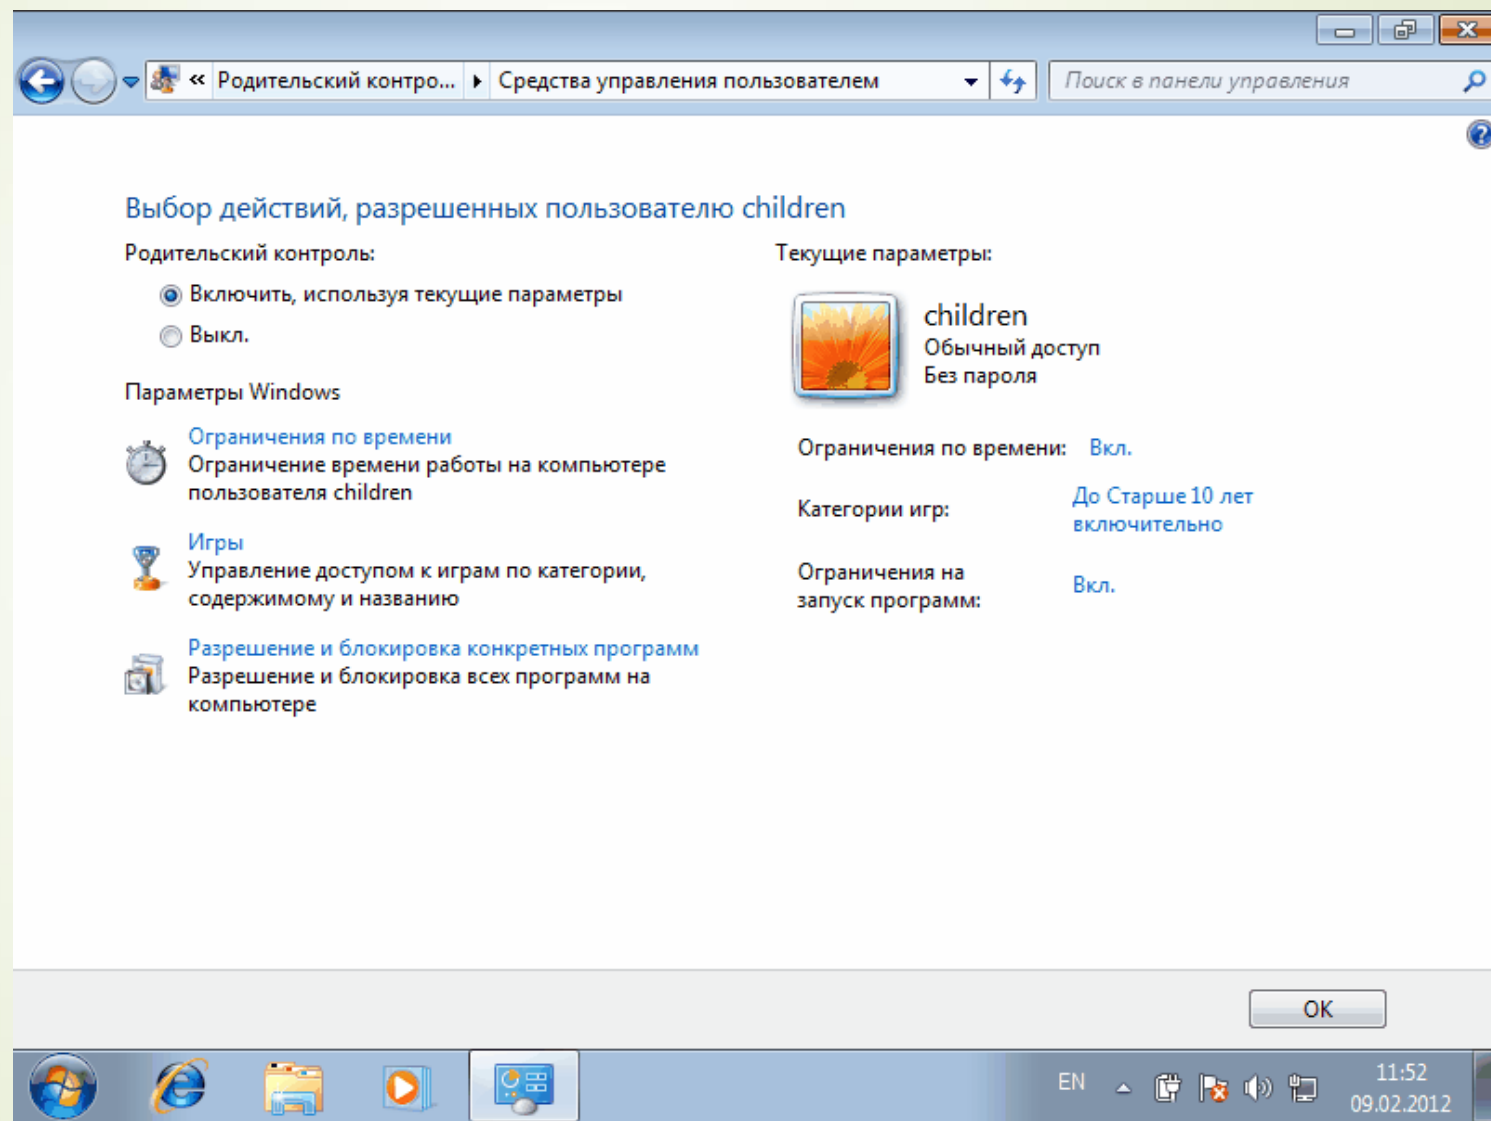 Родительский контро...
Средства управления пользователем
Поиск в панели управления
Выбор действий, разрешенных пользователю children
Родительский контроль:
Включить, используя текущие параметры
Выкл.
Параметры Windows
Ограничения по времени
Ограничение времени работы на компьютере
пользователя children
Игры
Управление доступом к играм по категории,
содержимому и названию
Разрешение и блокировка конкретных программ
Разрешение и блокировка всех программ на
компьютере
Текущие параметры:
children
Обычный доступ
Без пароля
Ограничения по времени: Вкл.
Категории игр:
До Старше 10 лет
включительно
Ограничения на
запуск программ:
Вкл.
OK
EN
11:52
09.02.2012